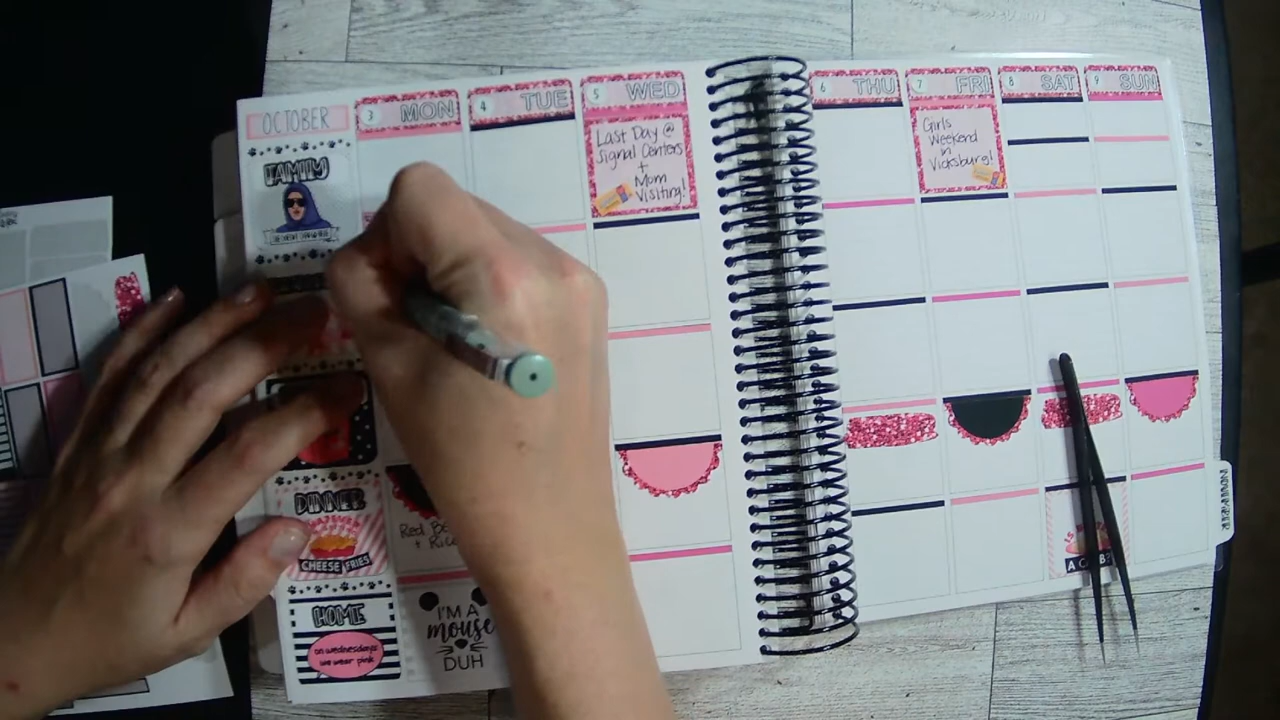 OCTOBER
3 MON
4 TUE
5 WED
6 THU
7 FRI
8 SAT
9 SUN
FAMILY
Last Day @
Signal Centers
+
Mom
Visiting!
Girls
Weekend
in
Vicksburg!
DINNER
CHEESE FRIES
Red Be
+ Rice
HOME
on wednesdays
we wear pink
I'M A
mouse
DUH
NOVEMBER